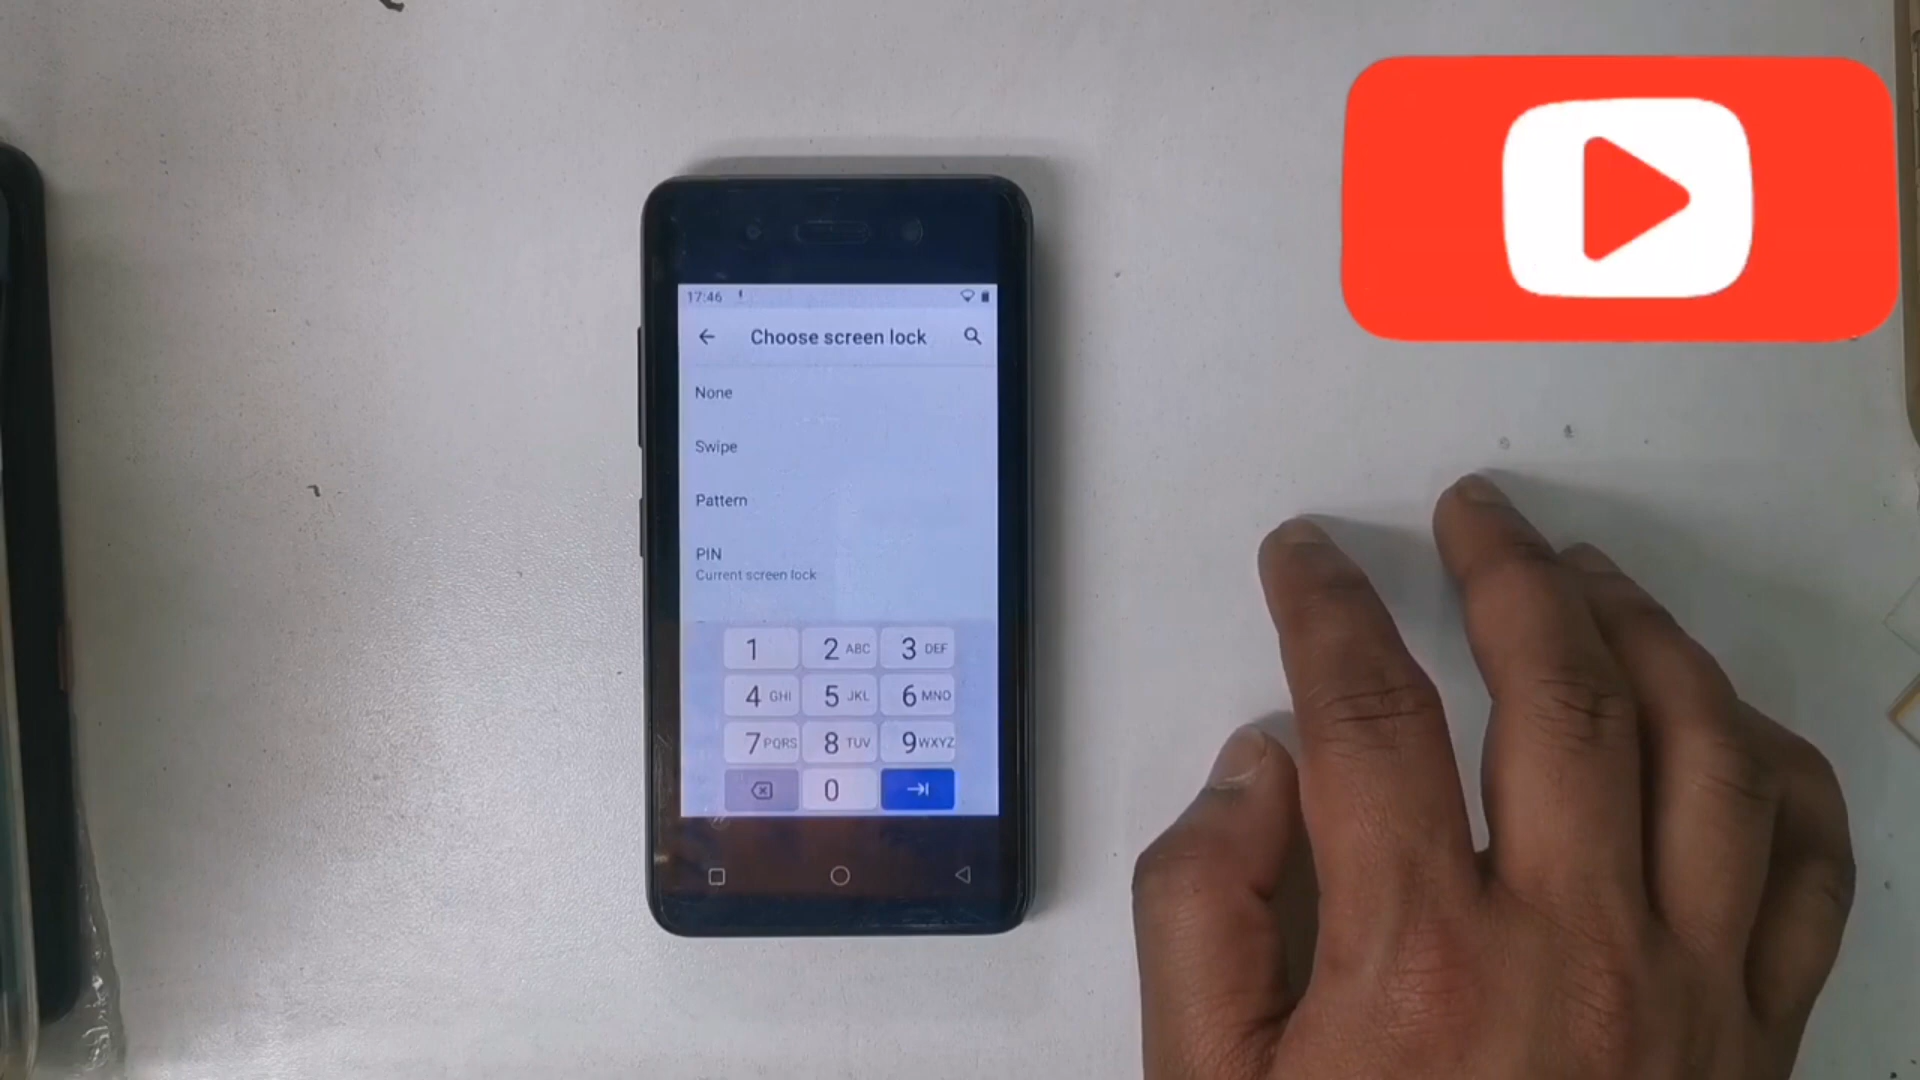 17:46
Choose screen lock
None
Swipe
Pattern
PIN
Current screen lock
1 2 ABC 3 DEF
4 GHI 5 JKL 6 MNO
7 PQRS 8 TUV 9 WXYZ
0